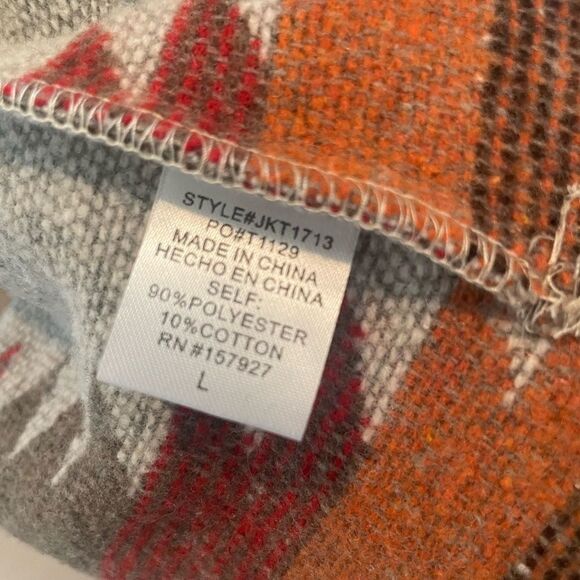 STYLE#JKT1713
PO#T1129
MADE IN CHINA
HECHO EN CHINA
SELF:
90%POLYESTER
10%COTTON
RN #157927
L